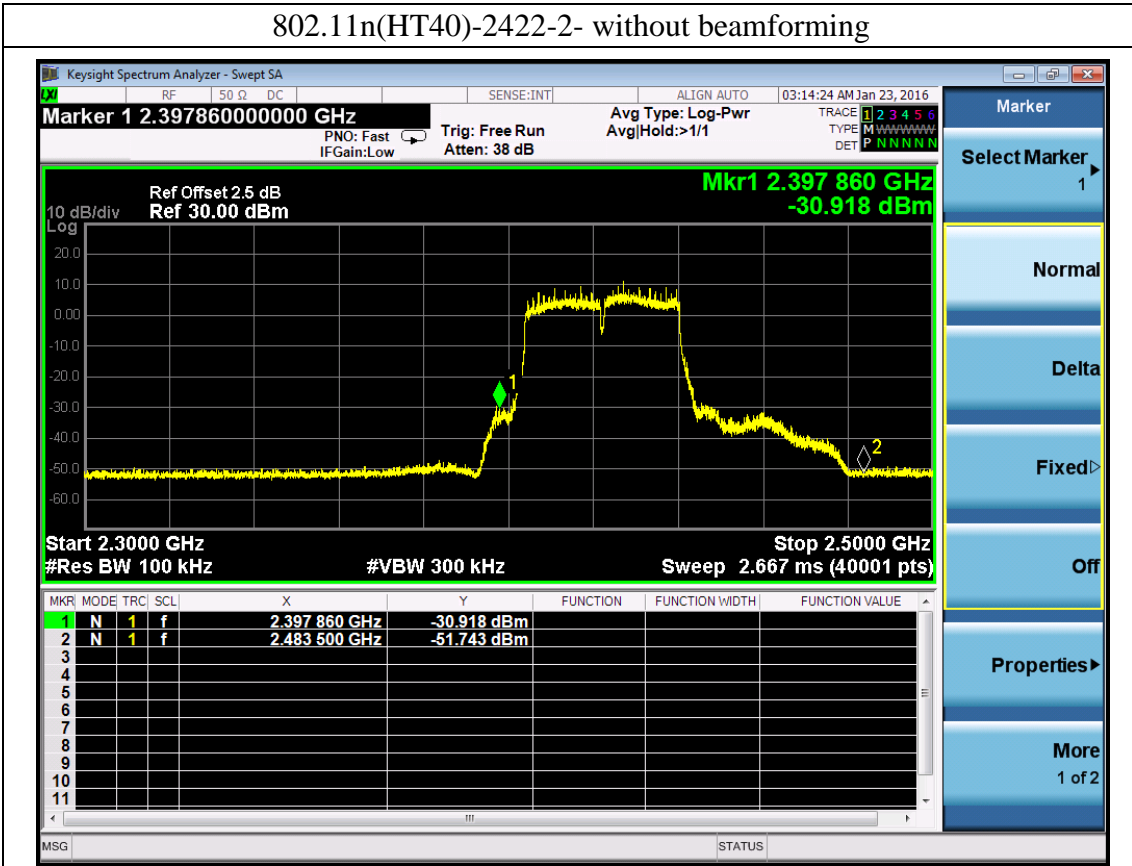 802.11n(HT40)-2422-2- without beamforming
Keysight Spectrum Analyzer - Swept SA
LXI RF 50 Ω DC SENSE:INT ALIGN AUTO 03:14:24 AM Jan 23, 2016
Marker 1 2.397860000000 GHz
PNO: Fast
IFGain:Low
Trig: Free Run
Atten: 38 dB
Avg Type: Log-Pwr
Avg|Hold:>1/1
TRACE 1 2 3 4 5 6
TYPE M WWWWW
DET P N N N N N
Mkr1 2.397 860 GHz
-30.918 dBm
Ref Offset 2.5 dB
10 dB/div Ref 30.00 dBm
Log
20.0
10.0
0.00
-10.0
-20.0
-30.0
-40.0
-50.0
-60.0
1
2
Start 2.3000 GHz Stop 2.5000 GHz
#Res BW 100 kHz #VBW 300 kHz Sweep 2.667 ms (40001 pts)
MKR MODE TRC SCL X Y FUNCTION FUNCTION WIDTH FUNCTION VALUE
1 N 1 f 2.397 860 GHz -30.918 dBm
2 N 1 f 2.483 500 GHz -51.743 dBm
3
4
5
6
7
8
9
10
11
MSG STATUS
Marker
Select Marker
1
Normal
Delta
Fixed
Off
Properties
More
1 of 2